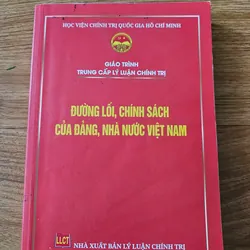 HỌC VIỆN CHÍNH TRỊ QUỐC GIA HỒ CHÍ MINH
GIÁO TRÌNH
TRUNG CẤP LÝ LUẬN CHÍNH TRỊ
ĐƯỜNG LỐI, CHÍNH SÁCH
CỦA ĐẢNG, NHÀ NƯỚC VIỆT NAM
LLCT
NHÀ XUẤT BẢN LÝ LUẬN CHÍNH TRỊ